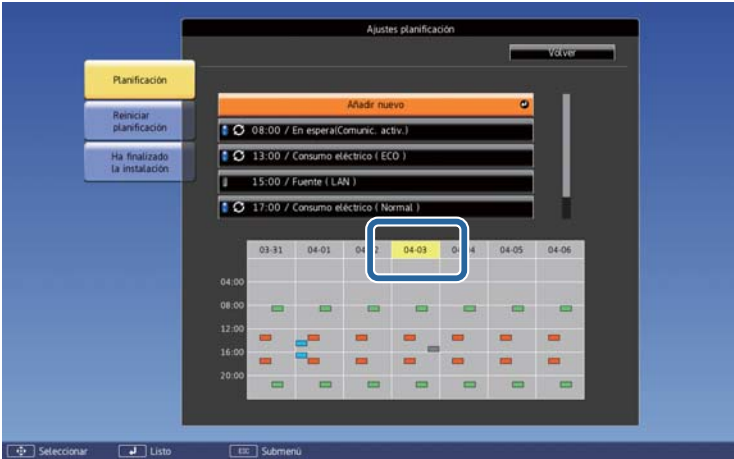 Ajustes planificación
Volver
Planificación
Reiniciar
planificación
Ha finalizado
la instalación
Añadir nuevo
08:00 / En espera(Comunic. activ.)
13:00 / Consumo eléctrico ( ECO )
15:00 / Fuente ( LAN )
17:00 / Consumo eléctrico ( Normal )
03-31 04-01 04-03 04-05 04-06
04:00
08:00
12:00
16:00
20:00
Seleccionar Listo ESC Submenú